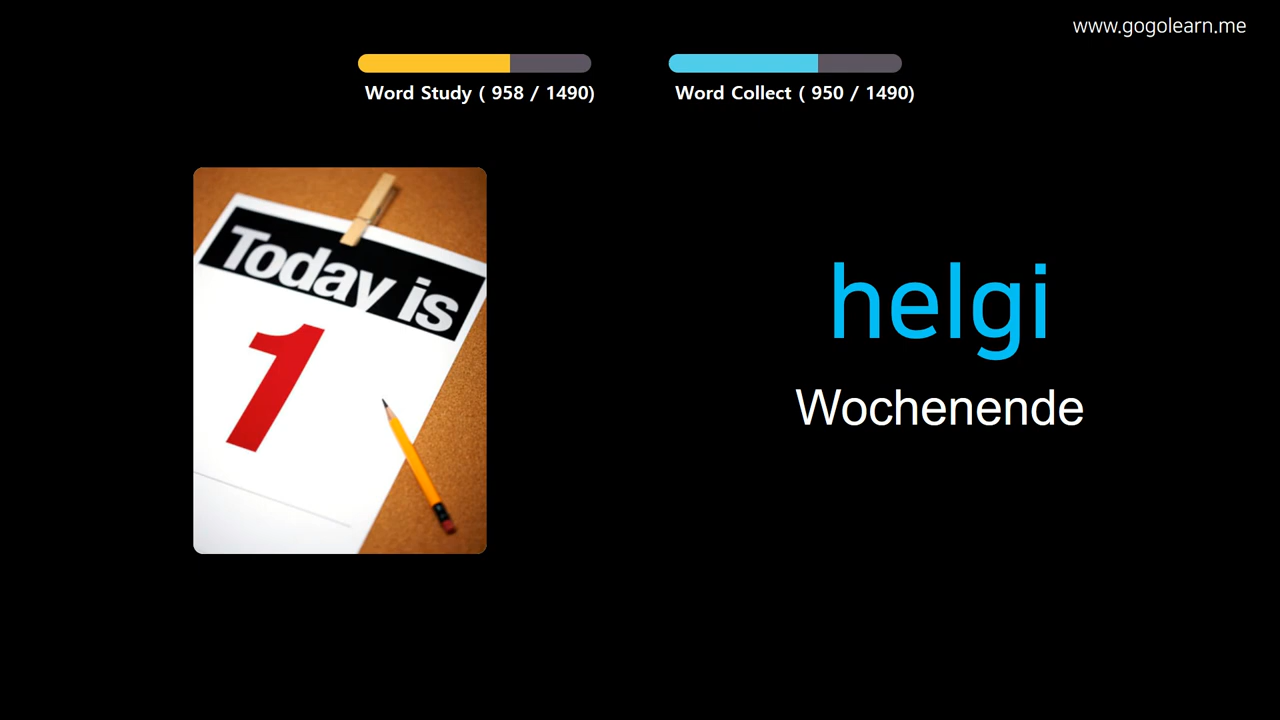 www.gogolearn.me
Word Study ( 958 / 1490)
Word Collect ( 950 / 1490)
Today is
1
helgi
Wochenende